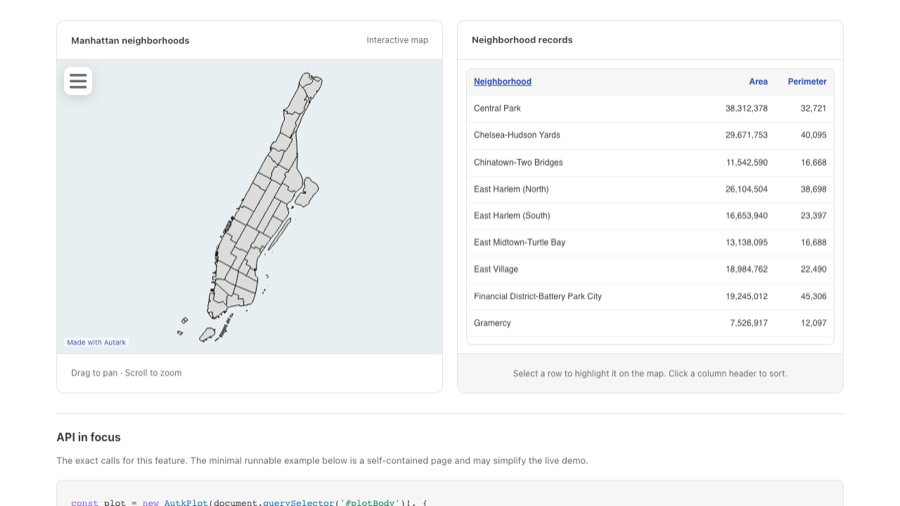 Manhattan neighborhoods
Interactive map
Made with Autark
Drag to pan · Scroll to zoom
Neighborhood records
Neighborhood Area Perimeter
Central Park 38,312,378 32,721
Chelsea-Hudson Yards 29,671,753 40,095
Chinatown-Two Bridges 11,542,590 16,668
East Harlem (North) 26,104,504 38,698
East Harlem (South) 16,653,940 23,397
East Midtown-Turtle Bay 13,138,095 16,688
East Village 18,984,762 22,490
Financial District-Battery Park City 19,245,012 45,306
Gramercy 7,526,917 12,097
Select a row to highlight it on the map. Click a column header to sort.
API in focus
The exact calls for this feature. The minimal runnable example below is a self-contained page and may simplify the live demo.
const plot = new AutkPlot(document.querySelector('#plotBody')!, {